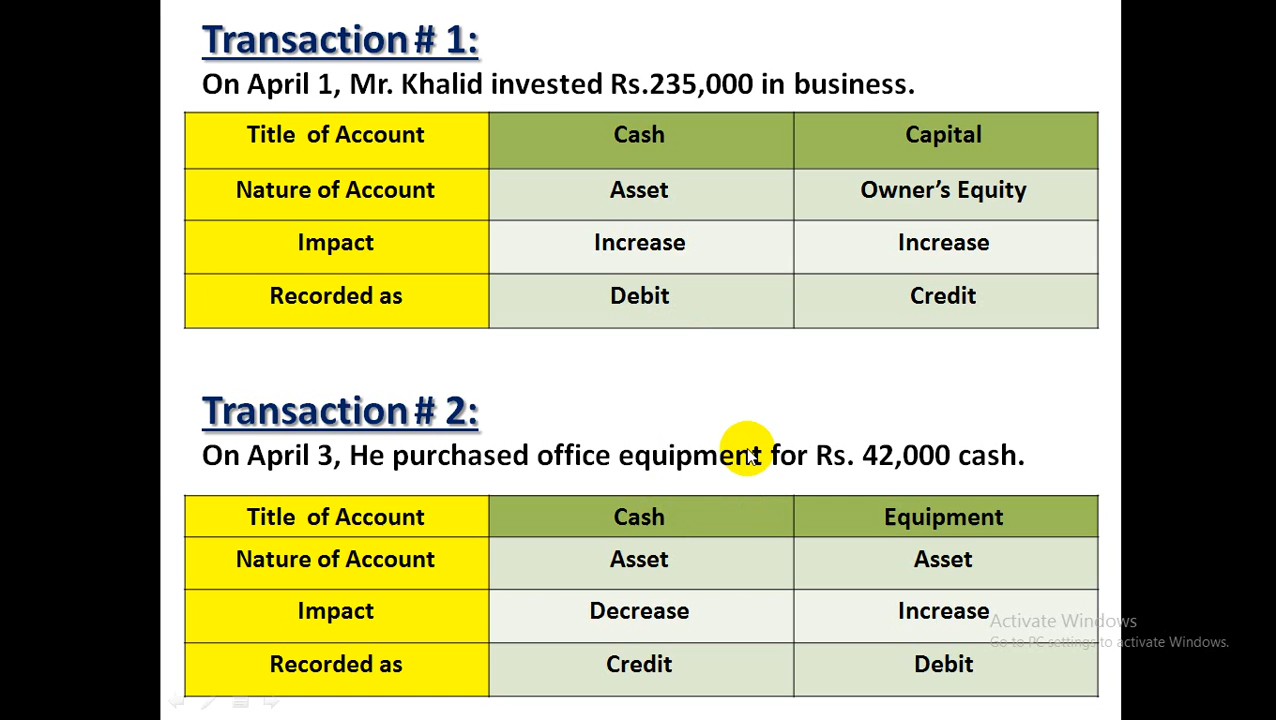 Transaction # 1:
On April 1, Mr. Khalid invested Rs.235,000 in business.
Title of Account Cash Capital
Nature of Account Asset Owner’s Equity
Impact Increase Increase
Recorded as Debit Credit
Transaction # 2:
On April 3, He purchased office equipment for Rs. 42,000 cash.
Title of Account Cash Equipment
Nature of Account Asset Asset
Impact Decrease Increase
Activate Windows
Go to PC settings to activate Windows.
Recorded as Credit Debit